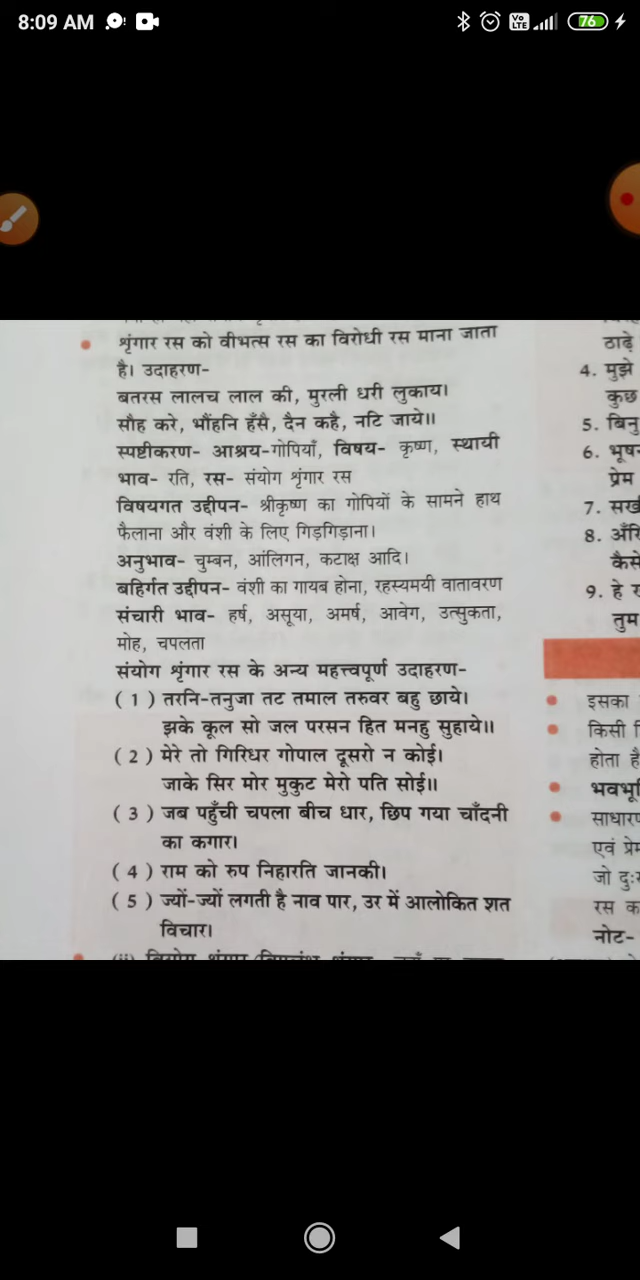 8:09 AM
Vo LTE
76
शृंगार रस को वीभत्स रस का विरोधी रस माना जाता
है। उदाहरण-
बतरस लालच लाल की, मुरली धरी लुकाय।
सौह करे, भौंहनि हँसै, दैन कहै, नटि जाये॥
स्पष्टीकरण- आश्रय-गोपियाँ, विषय- कृष्ण, स्थायी
भाव- रति, रस- संयोग शृंगार रस
विषयगत उद्दीपन- श्रीकृष्ण का गोपियों के सामने हाथ
फैलाना और वंशी के लिए गिड़गिड़ाना।
अनुभाव- चुम्बन, आंलिगन, कटाक्ष आदि।
बहिर्गत उद्दीपन- वंशी का गायब होना, रहस्यमयी वातावरण
संचारी भाव- हर्ष, असूया, अमर्ष, आवेग, उत्सुकता,
मोह, चपलता
संयोग शृंगार रस के अन्य महत्त्वपूर्ण उदाहरण-
( 1 ) तरनि-तनुजा तट तमाल तरुवर बहु छाये।
झके कूल सो जल परसन हित मनहु सुहाये॥
( 2 ) मेरे तो गिरिधर गोपाल दूसरो न कोई।
जाके सिर मोर मुकुट मेरो पति सोई॥
( 3 ) जब पहुँची चपला बीच धार, छिप गया चाँदनी
का कगार।
( 4 ) राम को रुप निहारति जानकी।
( 5 ) ज्यों-ज्यों लगती है नाव पार, उर में आलोकित शत
विचार।
ठाढ़े
4. मुझे
कुछ
5. बिनु
6.
प्रेम
7.
8.
कैसे
9. हे
तुम
इसका
किसी
होता है
साधारण
एवं
जो
रस
नोट-